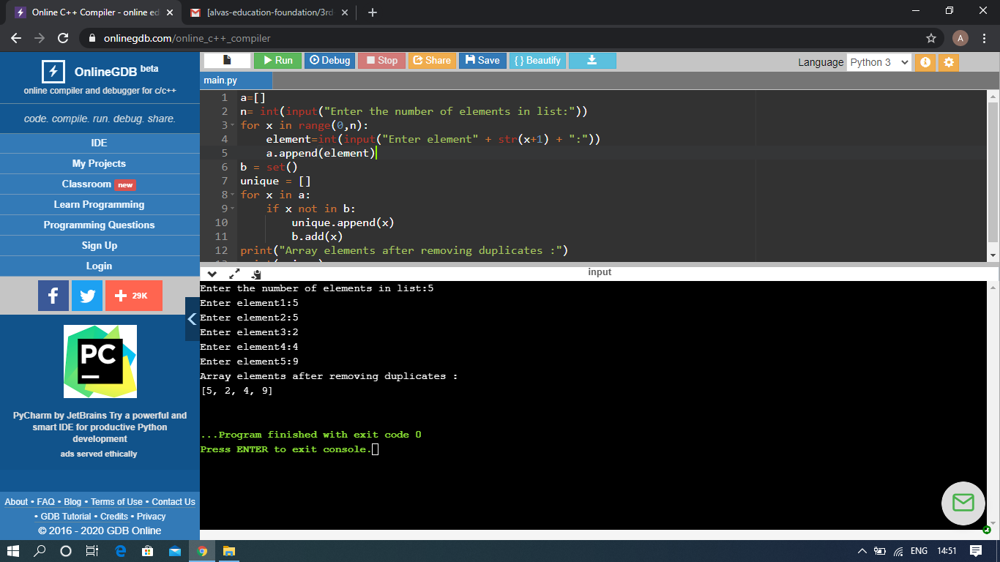 Online C++ Compiler - online ed
[alvas-education-foundation/3rd-
onlinegdb.com/online_c++_compiler
A
OnlineGDB beta
online compiler and debugger for c/c++
code. compile. run. debug. share.
IDE
My Projects
Classroom new
Learn Programming
Programming Questions
Sign Up
Login
f
+ 29K
PC
PyCharm by JetBrains Try a powerful and
smart IDE for productive Python
development
ads served ethically
About • FAQ • Blog • Terms of Use • Contact Us
• GDB Tutorial • Credits • Privacy
© 2016 - 2020 GDB Online
Run Debug Stop Share Save { } Beautify
Language Python 3
main.py
1 a=[]
2 n= int(input("Enter the number of elements in list:"))
3 for x in range(0,n):
4 element=int(input("Enter element" + str(x+1) + ":"))
5 a.append(element)
6 b = set()
7 unique = []
8 for x in a:
9 if x not in b:
10 unique.append(x)
11 b.add(x)
12 print("Array elements after removing duplicates :")
input
Enter the number of elements in list:5
Enter element1:5
Enter element2:5
Enter element3:2
Enter element4:4
Enter element5:9
Array elements after removing duplicates :
[5, 2, 4, 9]
...Program finished with exit code 0
Press ENTER to exit console.
ENG 14:51